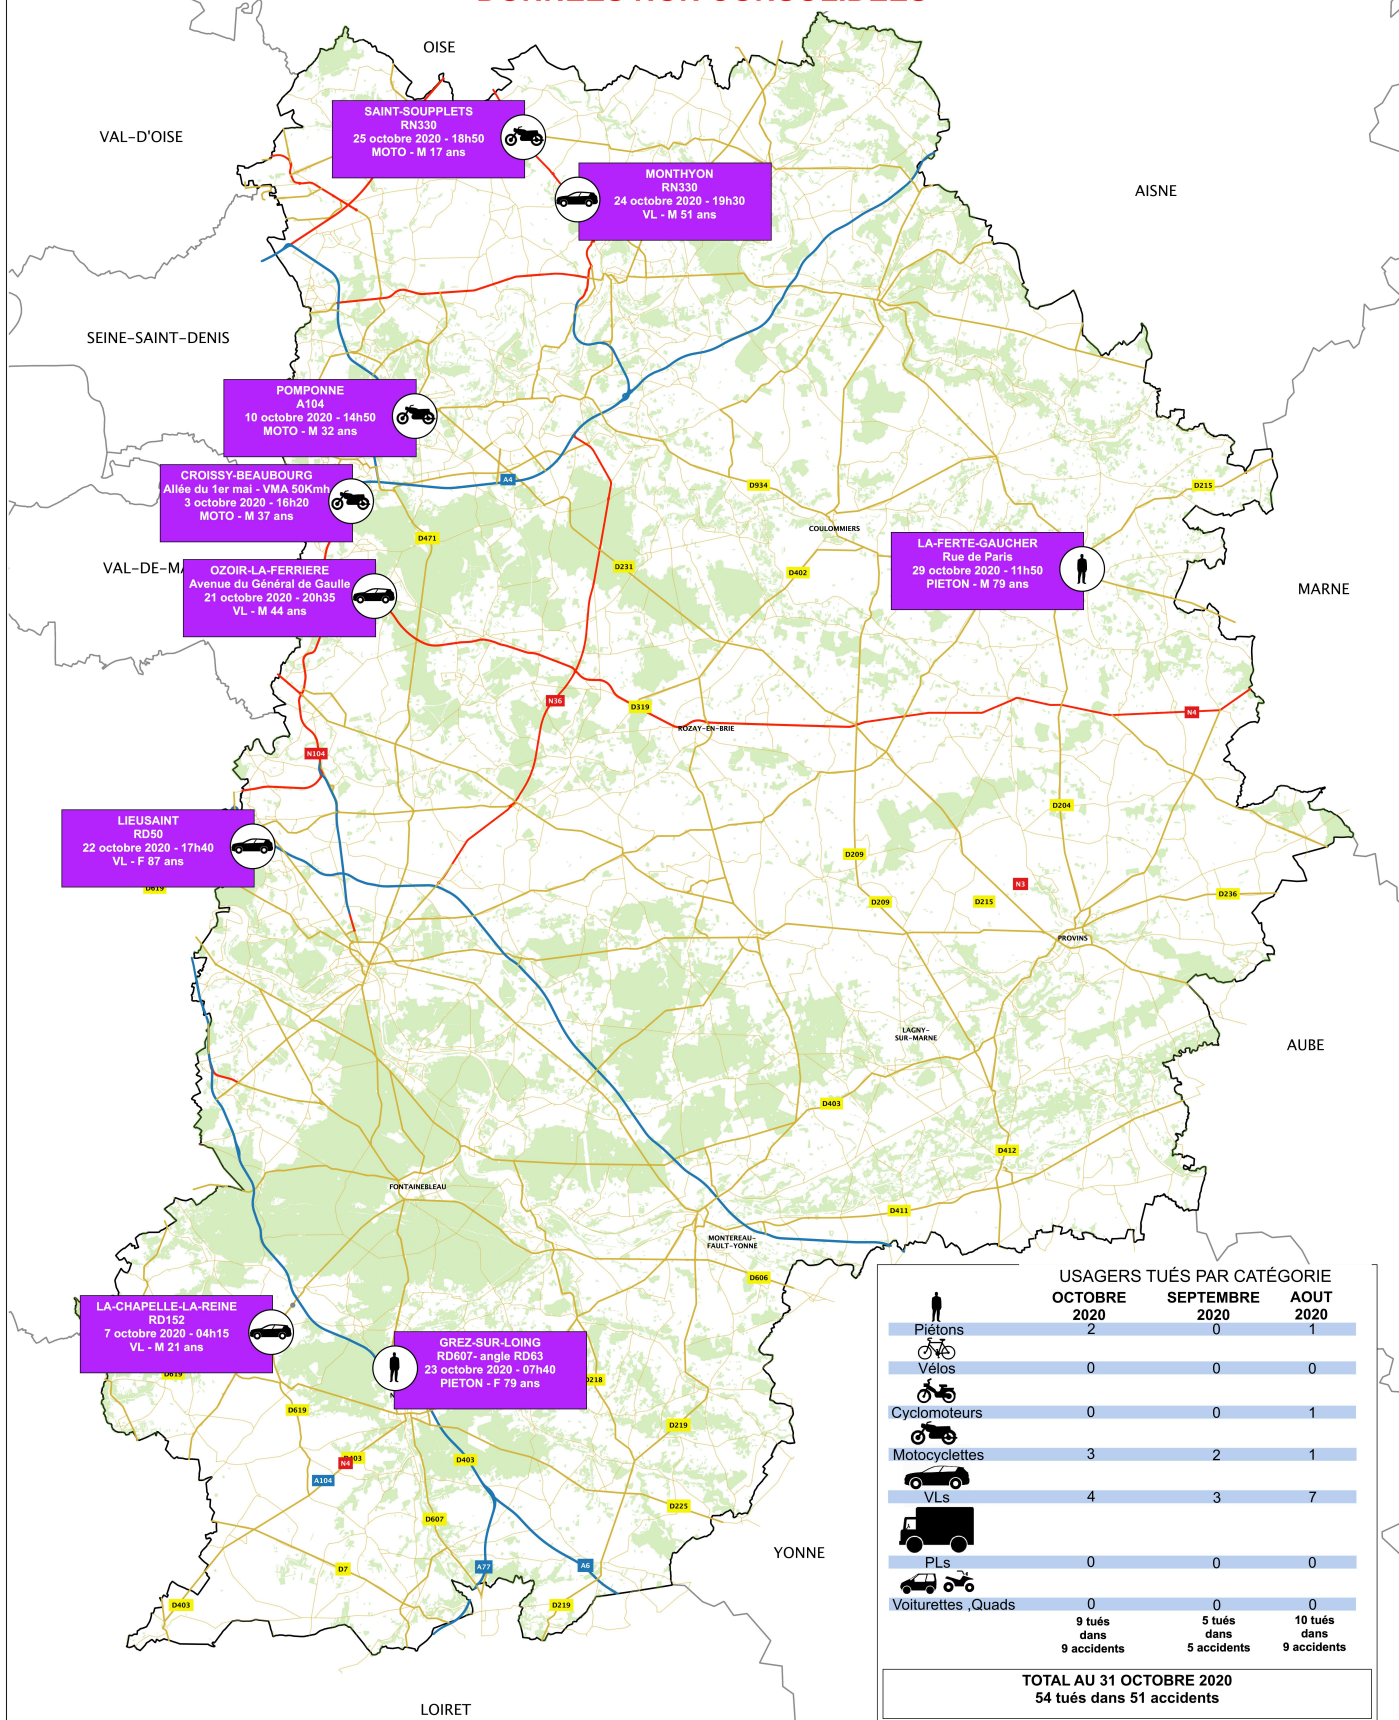 DONNEES NON CONSOLIDEES
OISE
VAL-D'OISE
SAINT-SOUPPLETS
RN330
25 octobre 2020 - 18h50
MOTO - M 17 ans
MONTHYON
RN330
24 octobre 2020 - 19h30
VL - M 51 ans
AISNE
SEINE-SAINT-DENIS
POMPONNE
A104
10 octobre 2020 - 14h50
MOTO - M 32 ans
CROISSY-BEAUBOURG
Allée du 1er mai - VMA 50Kmh
3 octobre 2020 - 16h20
MOTO - M 37 ans
A4
D934
D215
COULOMMIERS
D471
VAL-DE-MA
OZOIR-LA-FERRIERE
Avenue du Général de Gaulle
21 octobre 2020 - 20h35
VL - M 44 ans
D231
D402
LA-FERTE-GAUCHER
Rue de Paris
29 octobre 2020 - 11h50
PIETON - M 79 ans
MARNE
N36
D319
ROZAY-EN-BRIE
N4
N104
D204
LIEUSAINT
RD50
22 octobre 2020 - 17h40
VL - F 87 ans
D619
D209
N3
D209
D215
D236
PROVINS
LAGNY-
SUR-MARNE
AUBE
D403
D412
FONTAINEBLEAU
D411
MONTEREAU-
FAULT-YONNE
D606
LA-CHAPELLE-LA-REINE
RD152
7 octobre 2020 - 04h15
VL - M 21 ans
D619
GREZ-SUR-LOING
RD607- angle RD63
23 octobre 2020 - 07h40
PIETON - F 79 ans
N
D218
D619
D219
D403
N4
D403
A104
D225
D607
D7
A77
A6
D403
D219
YONNE
LOIRET
USAGERS TUÉS PAR CATÉGORIE
OCTOBRE SEPTEMBRE AOUT
2020 2020 2020
Piétons 2 0 1
Vélos 0 0 0
Cyclomoteurs 0 0 1
Motocyclettes 3 2 1
VLs 4 3 7
PLs 0 0 0
Voiturettes ,Quads 0 0 0
9 tués 5 tués 10 tués
dans dans dans
9 accidents 5 accidents 9 accidents
TOTAL AU 31 OCTOBRE 2020
54 tués dans 51 accidents